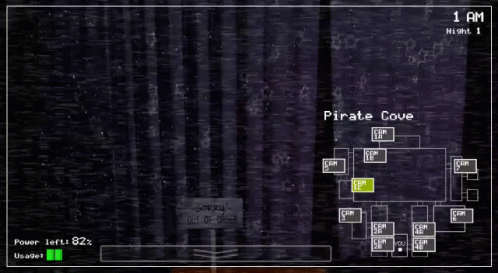 1 AM
Night 1
Pirate Cove
CAM
1A
CAM
1B
CAM
5
CAM
7
CAM
1C
CAM
3
CAM
6
CAM
2A
CAM
4A
CAM
2B
YOU
CAM
4B
SORRY
OUT OF ORDER
Power left: 82%
Usage: